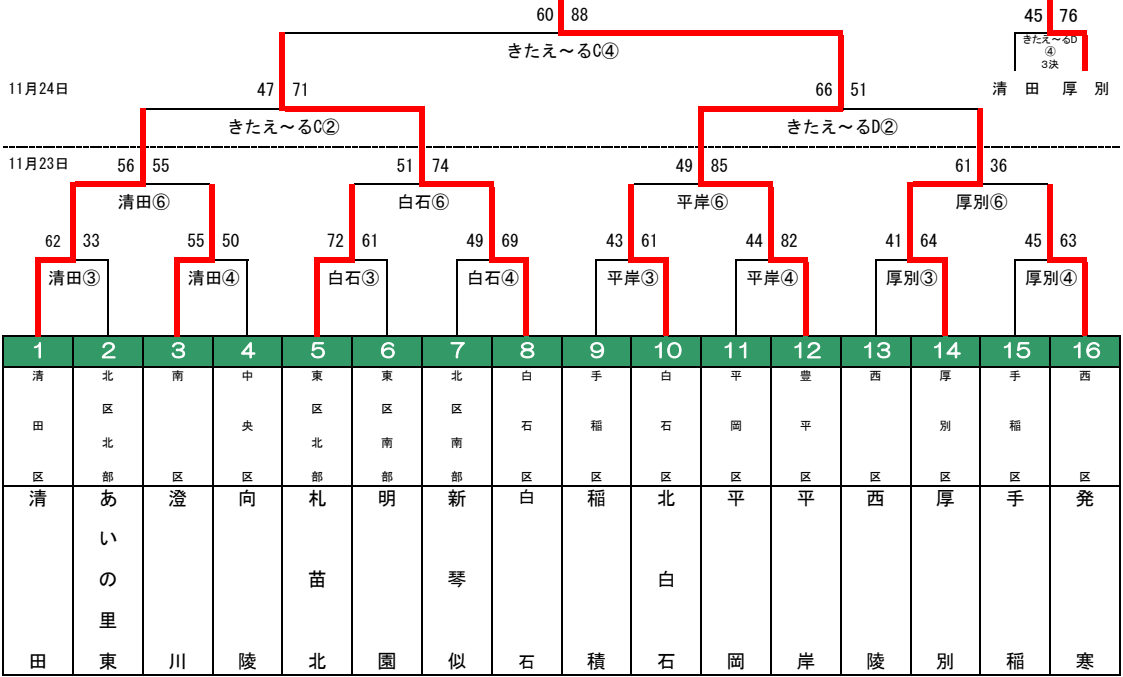 60 88
45 76
きたえ～るC④
きたえ～るD
④
3決
清田 厚別
11月24日
47 71
66 51
きたえ～るC②
きたえ～るD②
11月23日
56 55
51 74
49 85
61 36
清田⑥
白石⑥
平岸⑥
厚別⑥
62 33
55 50
72 61
49 69
43 61
44 82
41 64
45 63
清田③
清田④
白石③
白石④
平岸③
平岸④
厚別③
厚別④
1 2 3 4 5 6 7 8 9 10 11 12 13 14 15 16
清田区
北区北部
南区
中央区
東区北部
東区南部
北区南部
白石区
手稲区
白石区
平岡区
豊平区
西区
厚別区
手稲区
西区
清田
あいの里東
澄川
向陵
札苗北
明園
新琴似
白石
稲積
北白石
平岡
平岸
西陵
厚別
手稲
発寒